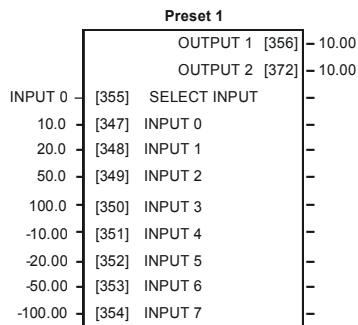 Preset 1
OUTPUT 1 [356] – 10.00
OUTPUT 2 [372] – 10.00
INPUT 0 – [355] SELECT INPUT –
10.0 – [347] INPUT 0 –
20.0 – [348] INPUT 1 –
50.0 – [349] INPUT 2 –
100.0 – [350] INPUT 3 –
-10.00 – [351] INPUT 4 –
-20.00 – [352] INPUT 5 –
-50.00 – [353] INPUT 6 –
-100.00 – [354] INPUT 7 –